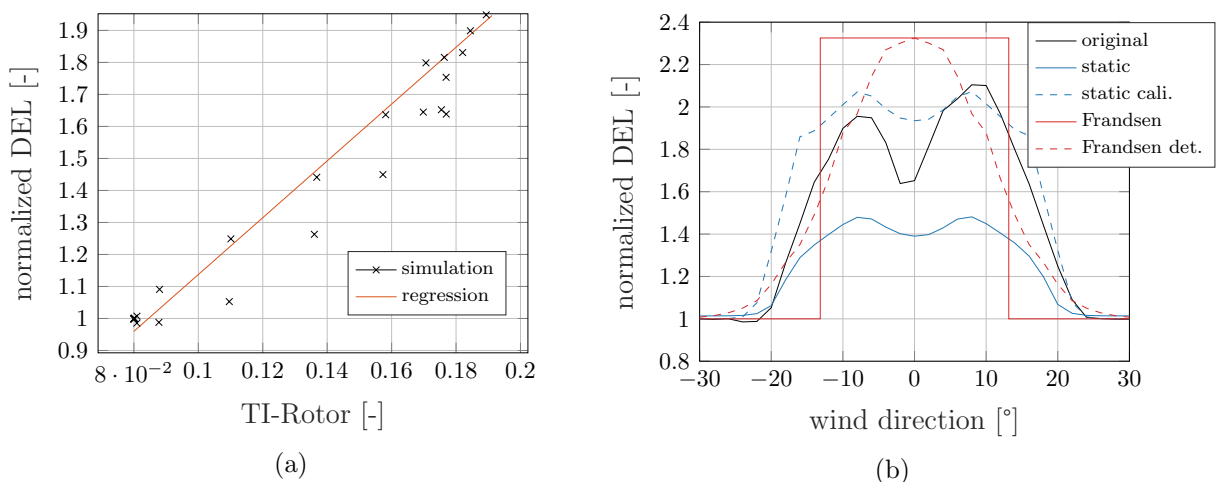 1.9
1.8
1.7
1.6
1.5
1.4
1.3
1.2
1.1
1
0.9
normalized DEL [-]
simulation
regression
8 · 10⁻² 0.1 0.12 0.14 0.16 0.18 0.2
TI-Rotor [-]
(a)
2.4
2.2
2
1.8
1.6
1.4
1.2
1
0.8
normalized DEL [-]
original
static
static cali.
Frandsen
Frandsen det.
−30 −20 −10 0 10 20 30
wind direction [°]
(b)